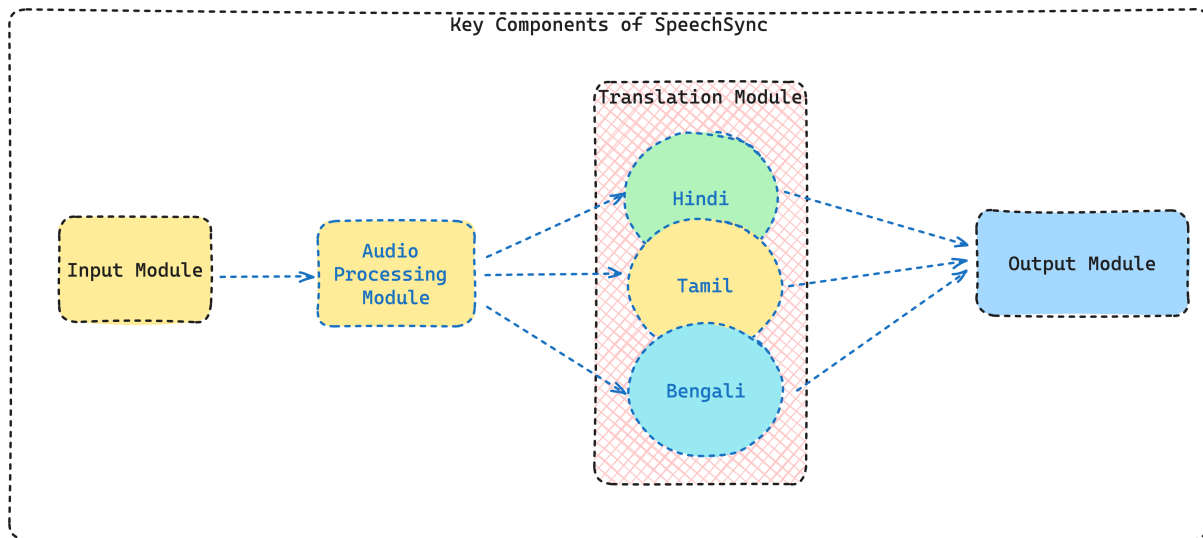 Key Components of SpeechSync
Translation Module
Hindi
Input Module
Audio
Processing
Module
Tamil
Output Module
Bengali